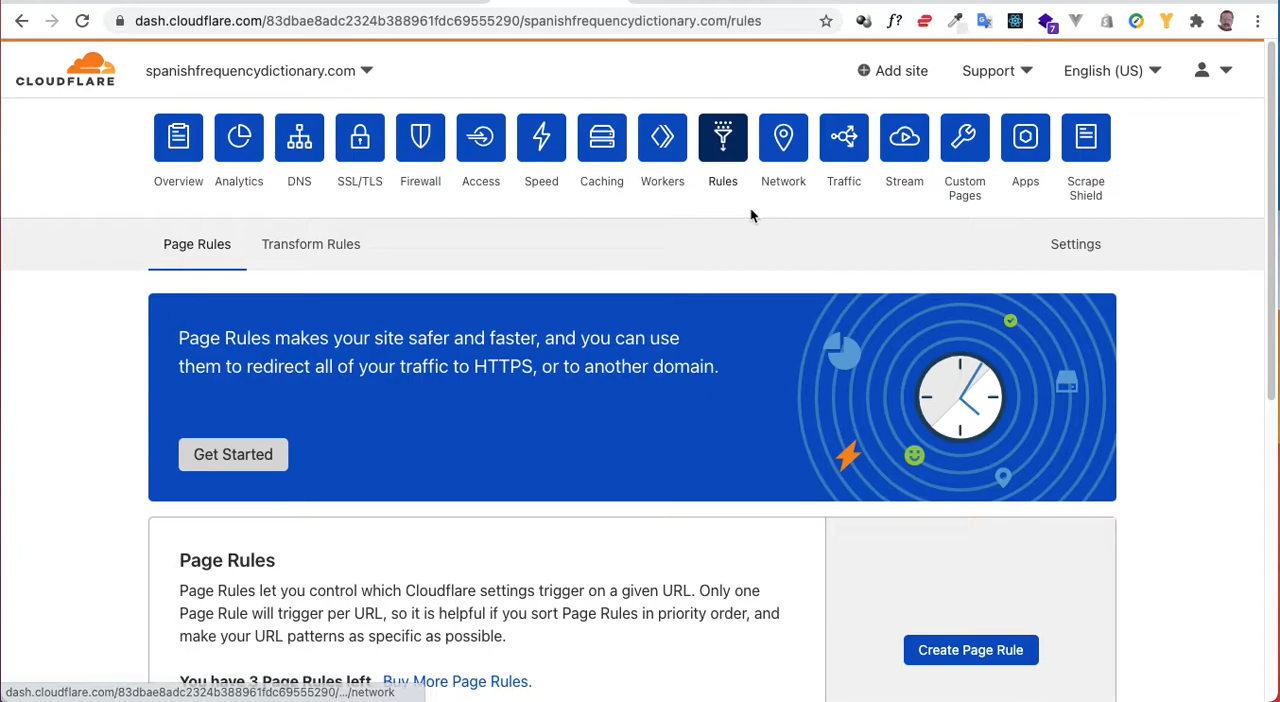 dash.cloudflare.com/83dbae8adc2324b388961fdc69555290/spanishfrequencydictionary.com/rules
f?
7
CLOUDFLARE
spanishfrequencydictionary.com
Add site
Support
English (US)
Overview
Analytics
DNS
SSL/TLS
Firewall
Access
Speed
Caching
Workers
Rules
Network
Traffic
Stream
Custom Pages
Apps
Scrape Shield
Page Rules
Transform Rules
Settings
Page Rules makes your site safer and faster, and you can use
them to redirect all of your traffic to HTTPS, or to another domain.
Get Started
Page Rules
Page Rules let you control which Cloudflare settings trigger on a given URL. Only one
Page Rule will trigger per URL, so it is helpful if you sort Page Rules in priority order, and
make your URL patterns as specific as possible.
Create Page Rule
You have 3 Page Rules left. Buy More Page Rules.
dash.cloudflare.com/83dbae8adc2324b388961fdc69555290/.../network